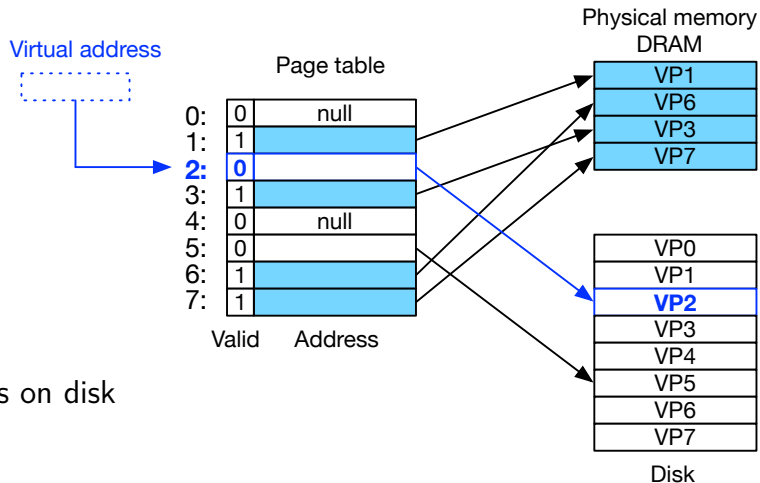 Physical memory
DRAM
Virtual address
Page table
VP1
VP6
VP3
VP7
0: 0 null
1: 1
2: 0
3: 1
4: 0 null
5: 0
6: 1
7: 1
Valid Address
VP0
VP1
VP2
VP3
VP4
VP5
VP6
VP7
Disk
s on disk